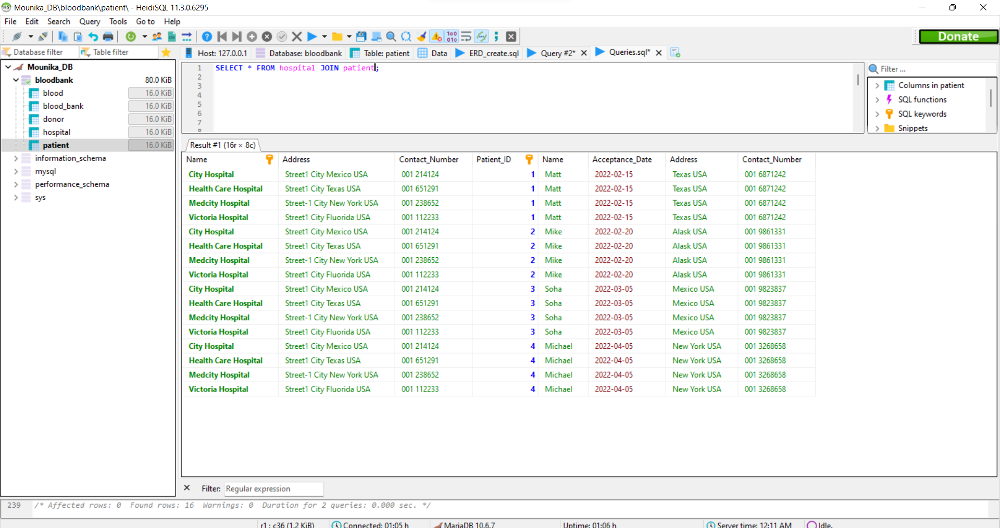 Mounika_DB\bloodbank\patient\ - HeidiSQL 11.3.0.6295
File Edit Search Query Tools Go to Help
Donate
Database filter Table filter
Host: 127.0.0.1 Database: bloodbank Table: patient Data ERD_create.sql Query #2* Queries.sql*
Mounika_DB
bloodbank 80.0 KiB
blood 16.0 KiB
blood_bank 16.0 KiB
donor 16.0 KiB
hospital 16.0 KiB
patient 16.0 KiB
information_schema
mysql
performance_schema
sys
1 SELECT * FROM hospital JOIN patient;
2
3
4
5
6
7
8
Filter ...
Columns in patient
SQL functions
SQL keywords
Snippets
Result #1 (16r × 8c)
Name Address Contact_Number Patient_ID Name Acceptance_Date Address Contact_Number
City Hospital Street1 City Mexico USA 001 214124 1 Matt 2022-02-15 Texas USA 001 6871242
Health Care Hospital Street1 City Texas USA 001 651291 1 Matt 2022-02-15 Texas USA 001 6871242
Medcity Hospital Street-1 City New York USA 001 238652 1 Matt 2022-02-15 Texas USA 001 6871242
Victoria Hospital Street1 City Fluorida USA 001 112233 1 Matt 2022-02-15 Texas USA 001 6871242
City Hospital Street1 City Mexico USA 001 214124 2 Mike 2022-02-20 Alask USA 001 9861331
Health Care Hospital Street1 City Texas USA 001 651291 2 Mike 2022-02-20 Alask USA 001 9861331
Medcity Hospital Street-1 City New York USA 001 238652 2 Mike 2022-02-20 Alask USA 001 9861331
Victoria Hospital Street1 City Fluorida USA 001 112233 2 Mike 2022-02-20 Alask USA 001 9861331
City Hospital Street1 City Mexico USA 001 214124 3 Soha 2022-03-05 Mexico USA 001 9823837
Health Care Hospital Street1 City Texas USA 001 651291 3 Soha 2022-03-05 Mexico USA 001 9823837
Medcity Hospital Street-1 City New York USA 001 238652 3 Soha 2022-03-05 Mexico USA 001 9823837
Victoria Hospital Street1 City Fluorida USA 001 112233 3 Soha 2022-03-05 Mexico USA 001 9823837
City Hospital Street1 City Mexico USA 001 214124 4 Michael 2022-04-05 New York USA 001 3268658
Health Care Hospital Street1 City Texas USA 001 651291 4 Michael 2022-04-05 New York USA 001 3268658
Medcity Hospital Street-1 City New York USA 001 238652 4 Michael 2022-04-05 New York USA 001 3268658
Victoria Hospital Street1 City Fluorida USA 001 112233 4 Michael 2022-04-05 New York USA 001 3268658
Filter: Regular expression
239 /* Affected rows: 0 Found rows: 16 Warnings: 0 Duration for 2 queries: 0.000 sec. */
r1 : c36 (1.2 KiB) Connected: 01:05 h MariaDB 10.6.7 Uptime: 01:06 h Server time: 12:11 AM Idle.